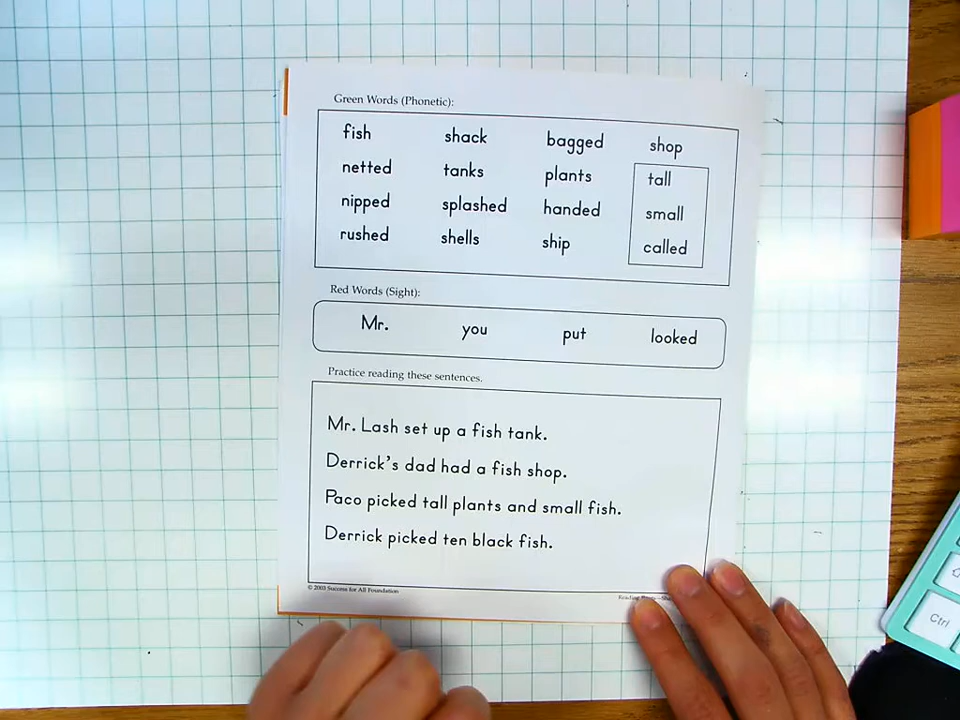 Green Words (Phonetic):
fish shack bagged shop
netted tanks plants tall
nipped splashed handed small
rushed shells ship called
Red Words (Sight):
Mr. you put looked
Practice reading these sentences.
Mr. Lash set up a fish tank.
Derrick's dad had a fish shop.
Paco picked tall plants and small fish.
Derrick picked ten black fish.
© 2003 Success for All Foundation
Reading
Ctrl